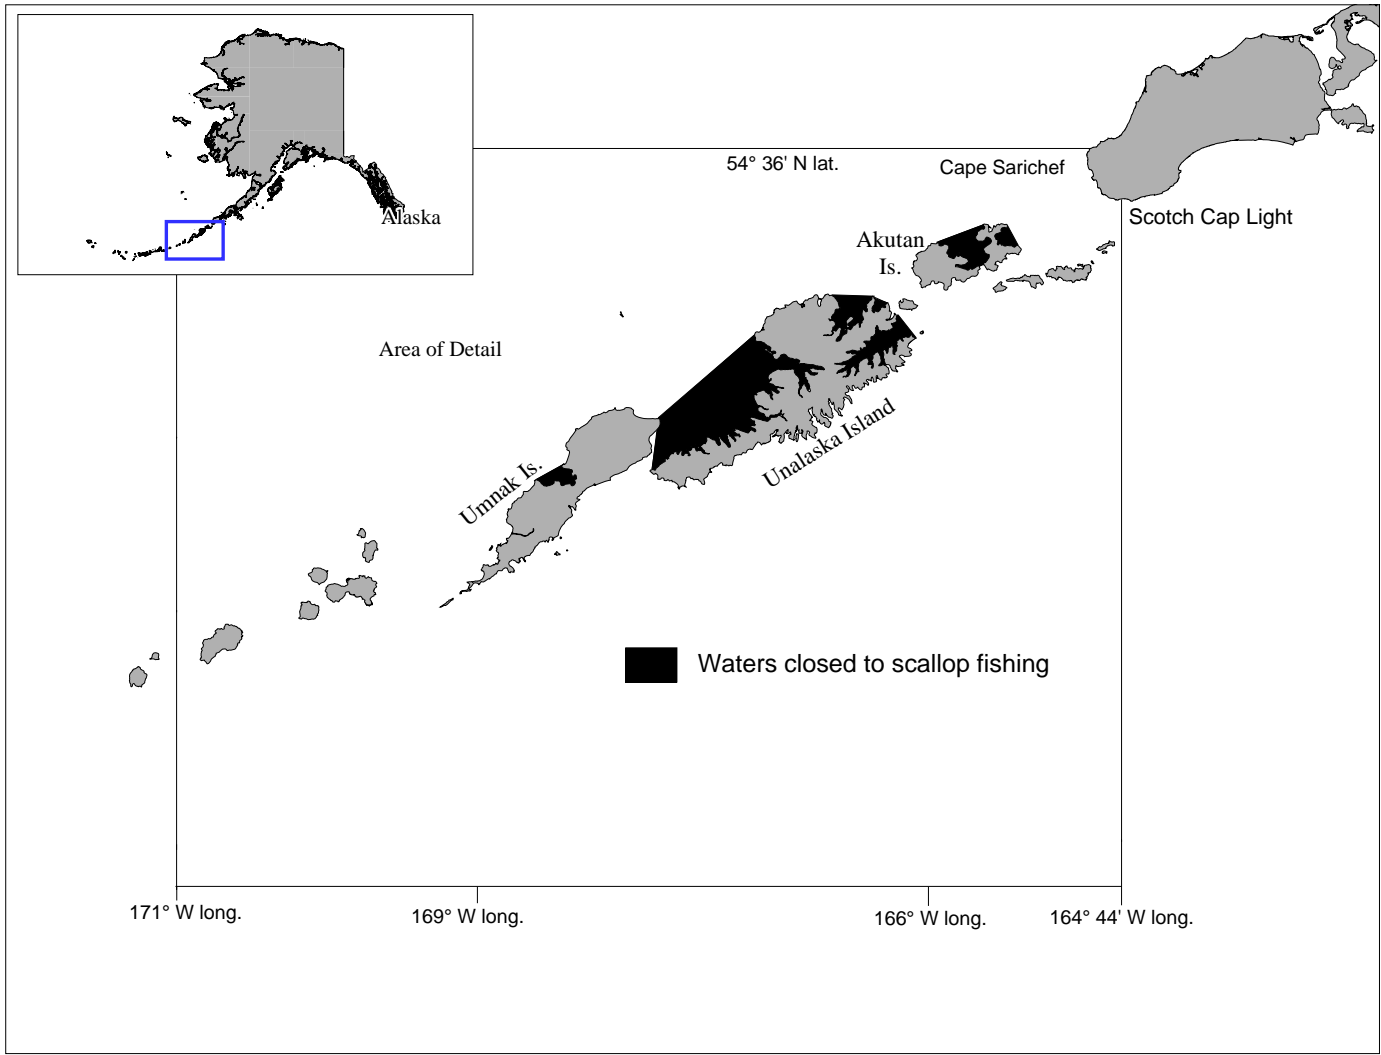 54° 36' N lat.
Cape Sarichef
Alaska
Scotch Cap Light
Akutan
Is.
Area of Detail
Unalaska Island
Umnak Is.
Waters closed to scallop fishing
171° W long.
169° W long.
166° W long.
164° 44' W long.